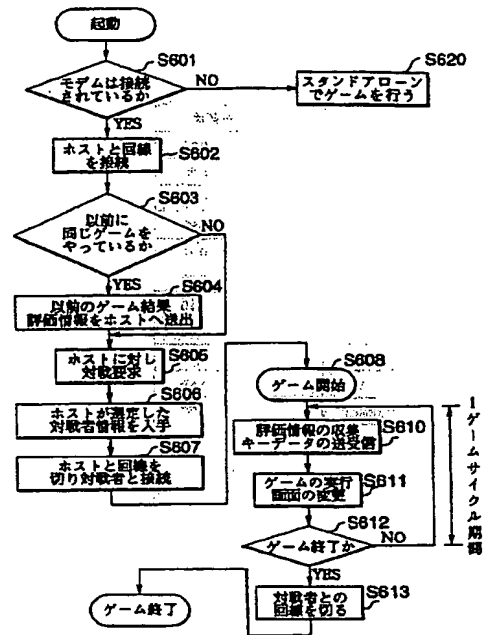 起動
S601
モデムは接続
されているか
NO
YES
S620
スタンドアローン
でゲームを行う
ホストと回線
を接続
S602
S603
以前に
同じゲームを
やっているか
NO
YES
S604
以前のゲーム結果
評価情報をホストへ送出
S605
ホストに対し
対戦要求
S606
ホストが選定した
対戦者情報を入手
S607
ホストと回線を
切り対戦者と接続
S608
ゲーム開始
評価情報の収集
キーデータの送受信
S610
ゲームの実行
画面の変更
S611
S612
ゲーム終了か
NO
YES
1ゲームサイクル期間
対戦者との
回線を切る
S613
ゲーム終了